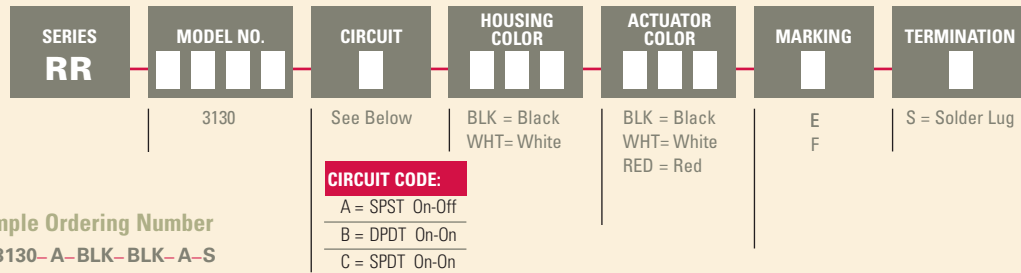 SERIES
RR
MODEL NO.
3130
CIRCUIT
See Below
CIRCUIT CODE:
A = SPST On-Off
B = DPDT On-On
C = SPDT On-On
HOUSING
COLOR
BLK = Black
WHT= White
ACTUATOR
COLOR
BLK = Black
WHT= White
RED = Red
MARKING
E
F
TERMINATION
S = Solder Lug
Ordering Number
3130–A–BLK–BLK–A–S